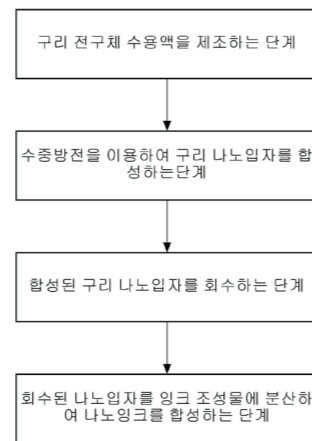 구리 전구체 수용액을 제조하는 단계
수중방전을 이용하여 구리 나노입자를 합
성하는단계
합성된 구리 나노입자를 회수하는 단계
회수된 나노입자를 잉크 조성물에 분산하
여 나노잉크를 합성하는 단계